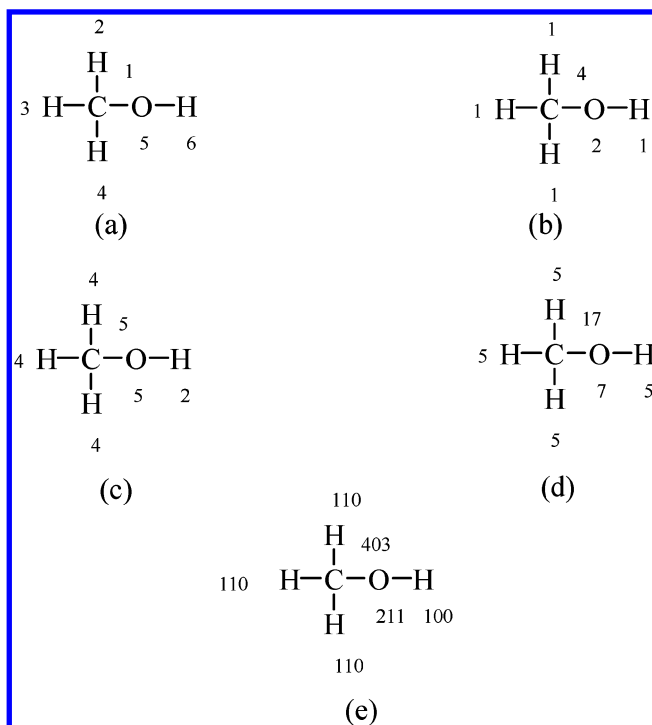 2
H
1
3 H–C–O–H
5 6
H
4
(a)
1
H
4
1 H–C–O–H
2 1
H
1
(b)
4
H
5
4 H–C–O–H
5 2
H
4
(c)
5
H
17
5 H–C–O–H
7 5
H
5
(d)
110
H
403
110 H–C–O–H
211 100
H
110
(e)